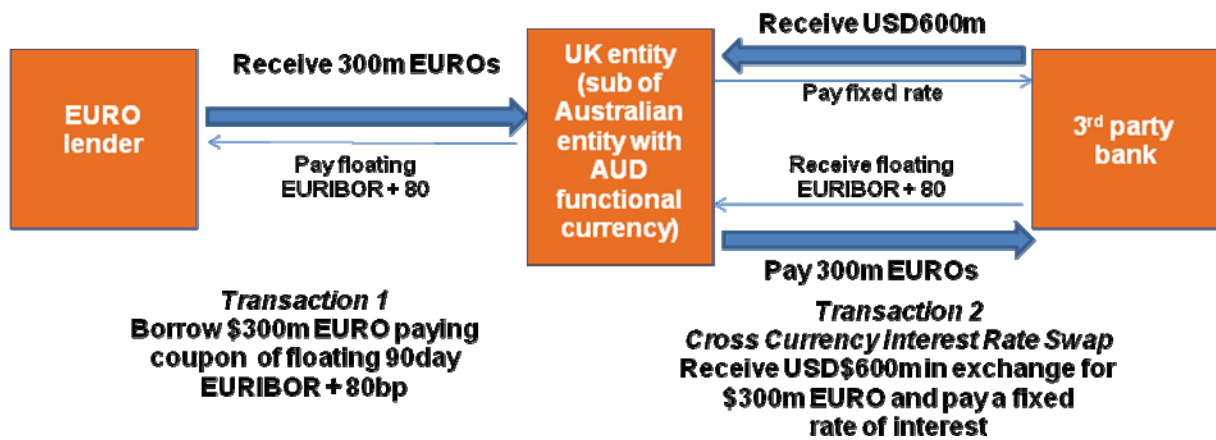 EURO
lender
Receive 300m EUROs
Pay floating
EURIBOR + 80
UK entity
(sub of
Australian
entity with
AUD
functional
currency)
Receive USD600m
Pay fixed rate
Receive floating
EURIBOR + 80
Pay 300m EUROs
3rd party
bank
Transaction 1
Borrow $300m EURO paying
coupon of floating 90day
EURIBOR + 80bp
Transaction 2
Cross Currency Interest Rate Swap
Receive USD$600m in exchange for
$300m EURO and pay a fixed
rate of interest